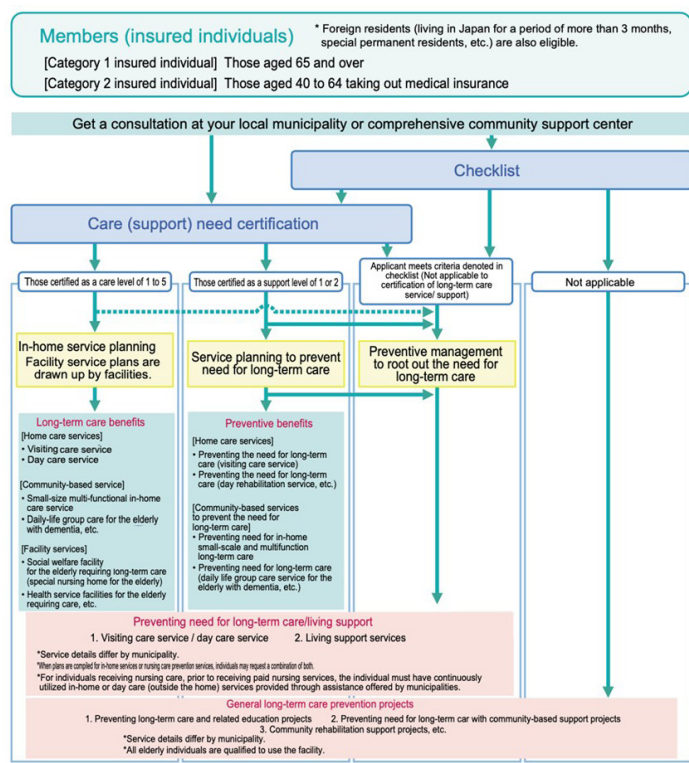 Members (insured individuals)
* Foreign residents (living in Japan for a period of more than 3 months,
special permanent residents, etc.) are also eligible.
[Category 1 insured individual] Those aged 65 and over
[Category 2 insured individual] Those aged 40 to 64 taking out medical insurance
Get a consultation at your local municipality or comprehensive community support center
Checklist
Care (support) need certification
Those certified as a care level of 1 to 5
Those certified as a support level of 1 or 2
Applicant meets criteria denoted in
checklist (Not applicable to
certification of long-term care
service/ support)
Not applicable
In-home service planning
Facility service plans are
drawn up by facilities.
Service planning to prevent
need for long-term care
Preventive management
to root out the need for
long-term care
Long-term care benefits
[Home care services]
• Visiting care service
• Day care service
[Community-based service]
• Small-size multi-functional in-home
care service
• Daily-life group care for the elderly
with dementia, etc.
[Facility services]
• Social welfare facility
for the elderly requiring long-term care
(special nursing home for the elderly)
• Health service facilities for the elderly
requiring care, etc.
Preventive benefits
[Home care services]
• Preventing the need for long-term
care (visiting care service)
• Preventing the need for long-term
care (day rehabilitation service, etc.)
[Community-based services
to prevent the need for
long-term care]
• Preventing need for in-home
small-scale and multifunction
long-term care
• Preventing need for long-term care
(daily life group care service for the
elderly with dementia, etc.)
Preventing need for long-term care/living support
1. Visiting care service / day care service 2. Living support services
*Service details differ by municipality.
*When plans are compiled for in-home services or nursing care prevention services, individuals may request a combination of both.
*For individuals receiving nursing care, prior to receiving paid nursing services, the individual must have continuously
utilized in-home or day care (outside the home) services provided through assistance offered by municipalities.
General long-term care prevention projects
1. Preventing long-term care and related education projects 2. Preventing need for long-term car with community-based support projects
3. Community rehabilitation support projects, etc.
*Service details differ by municipality.
*All elderly individuals are qualified to use the facility.